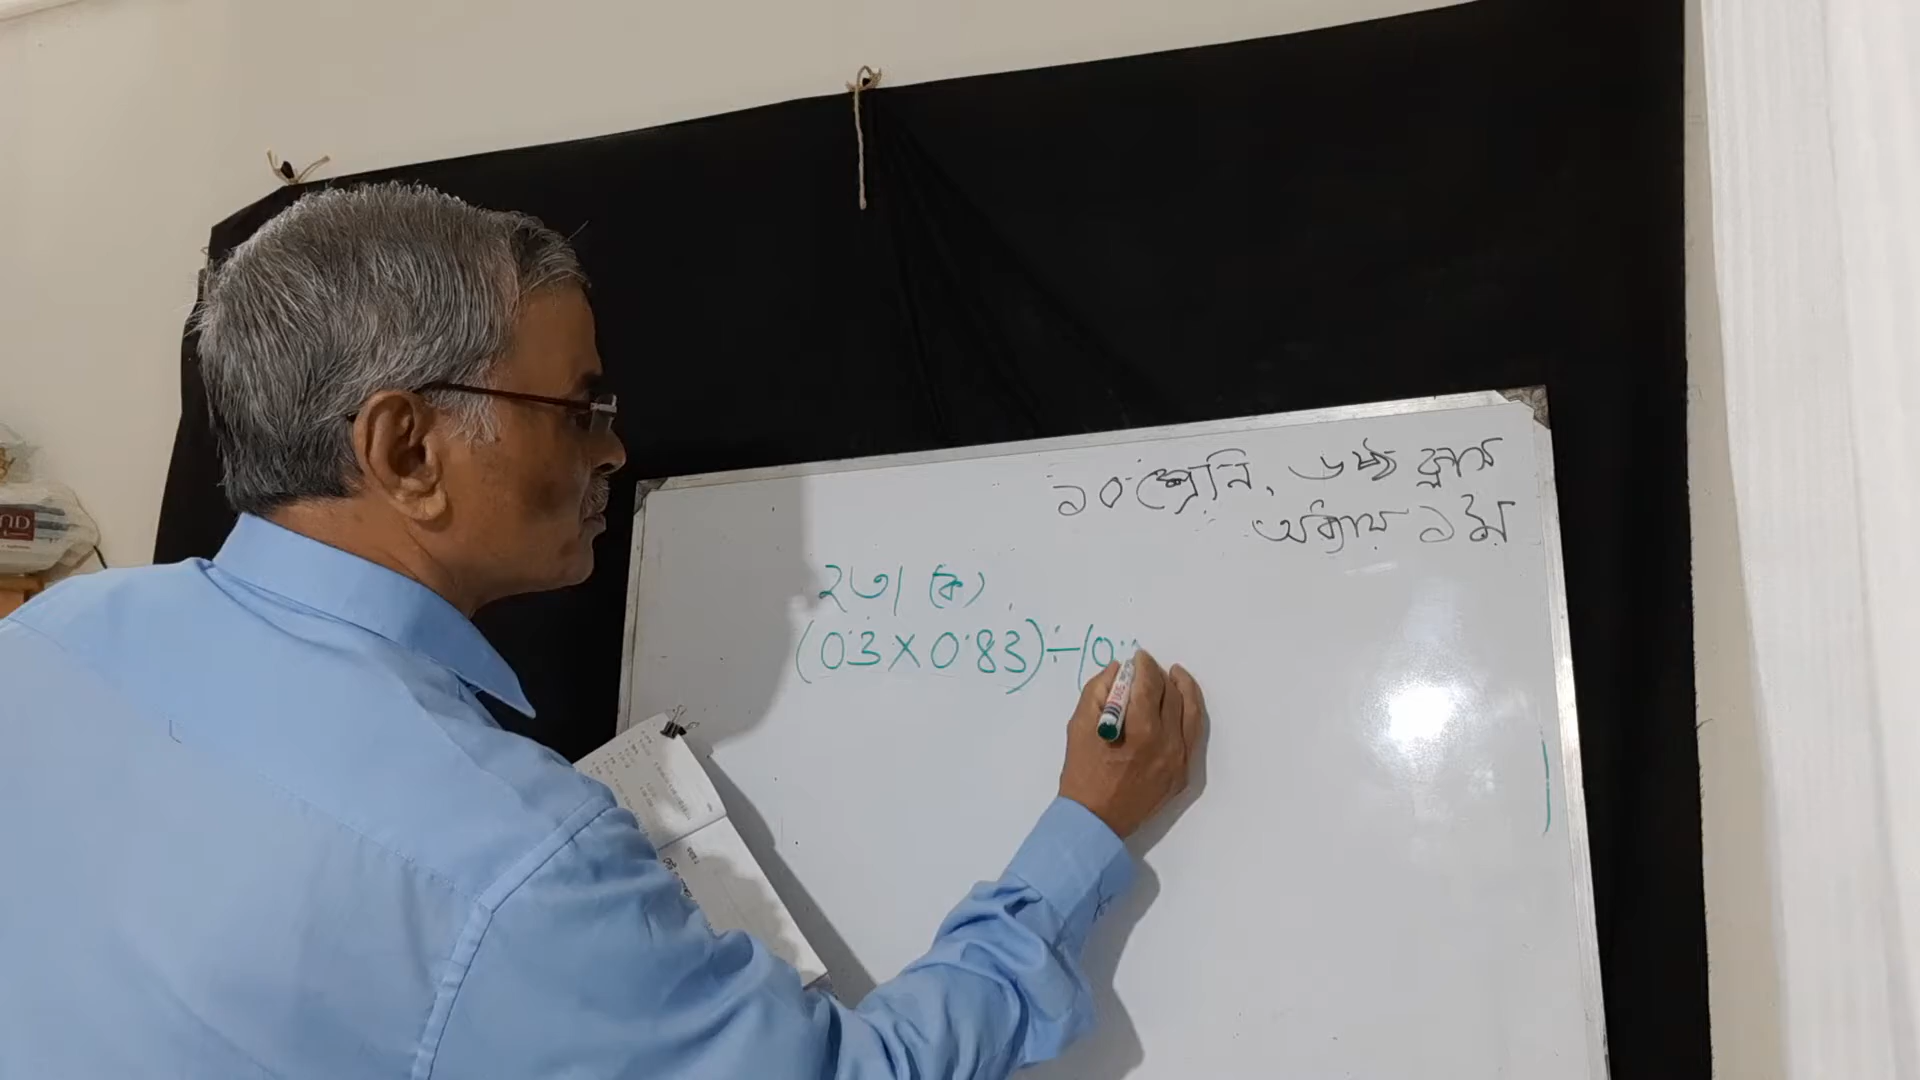 ১০ শ্রেনি, ৬ষ্ঠ ক্লাস
অধ্যায় ১ম
২৩। (ক)
(0.3 × 0.83) ÷ (0.